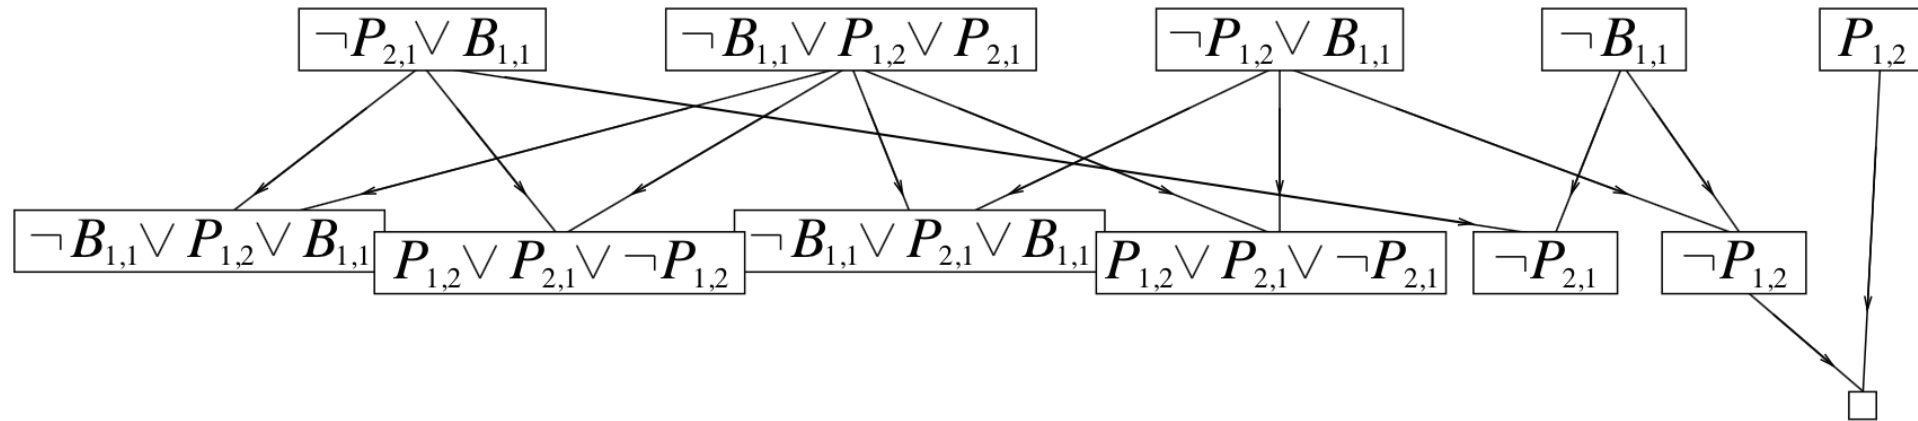 ¬P₂,₁ ∨ B₁,₁ ¬B₁,₁ ∨ P₁,₂ ∨ P₂,₁ ¬P₁,₂ ∨ B₁,₁ ¬B₁,₁ P₁,₂
¬B₁,₁ ∨ P₁,₂ ∨ B₁,₁ P₁,₂ ∨ P₂,₁ ∨ ¬P₁,₂ ¬B₁,₁ ∨ P₂,₁ ∨ B₁,₁ P₁,₂ ∨ P₂,₁ ∨ ¬P₂,₁ ¬P₂,₁ ¬P₁,₂